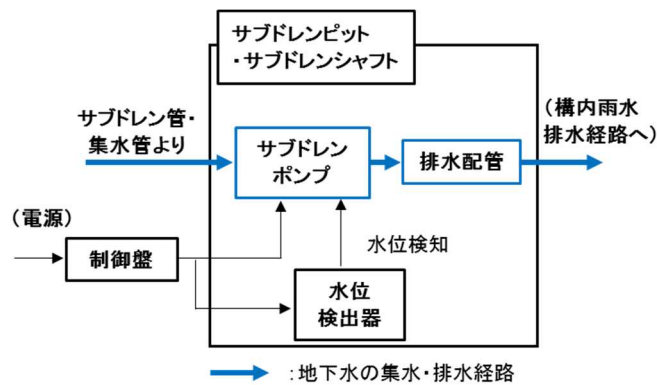 サブドレンピット
・サブドレンシャフト
サブドレン管・
集水管より
サブドレン
ポンプ
排水配管
（構内雨水
排水経路へ）
（電源）
制御盤
水位検知
水位
検出器
：地下水の集水・排水経路